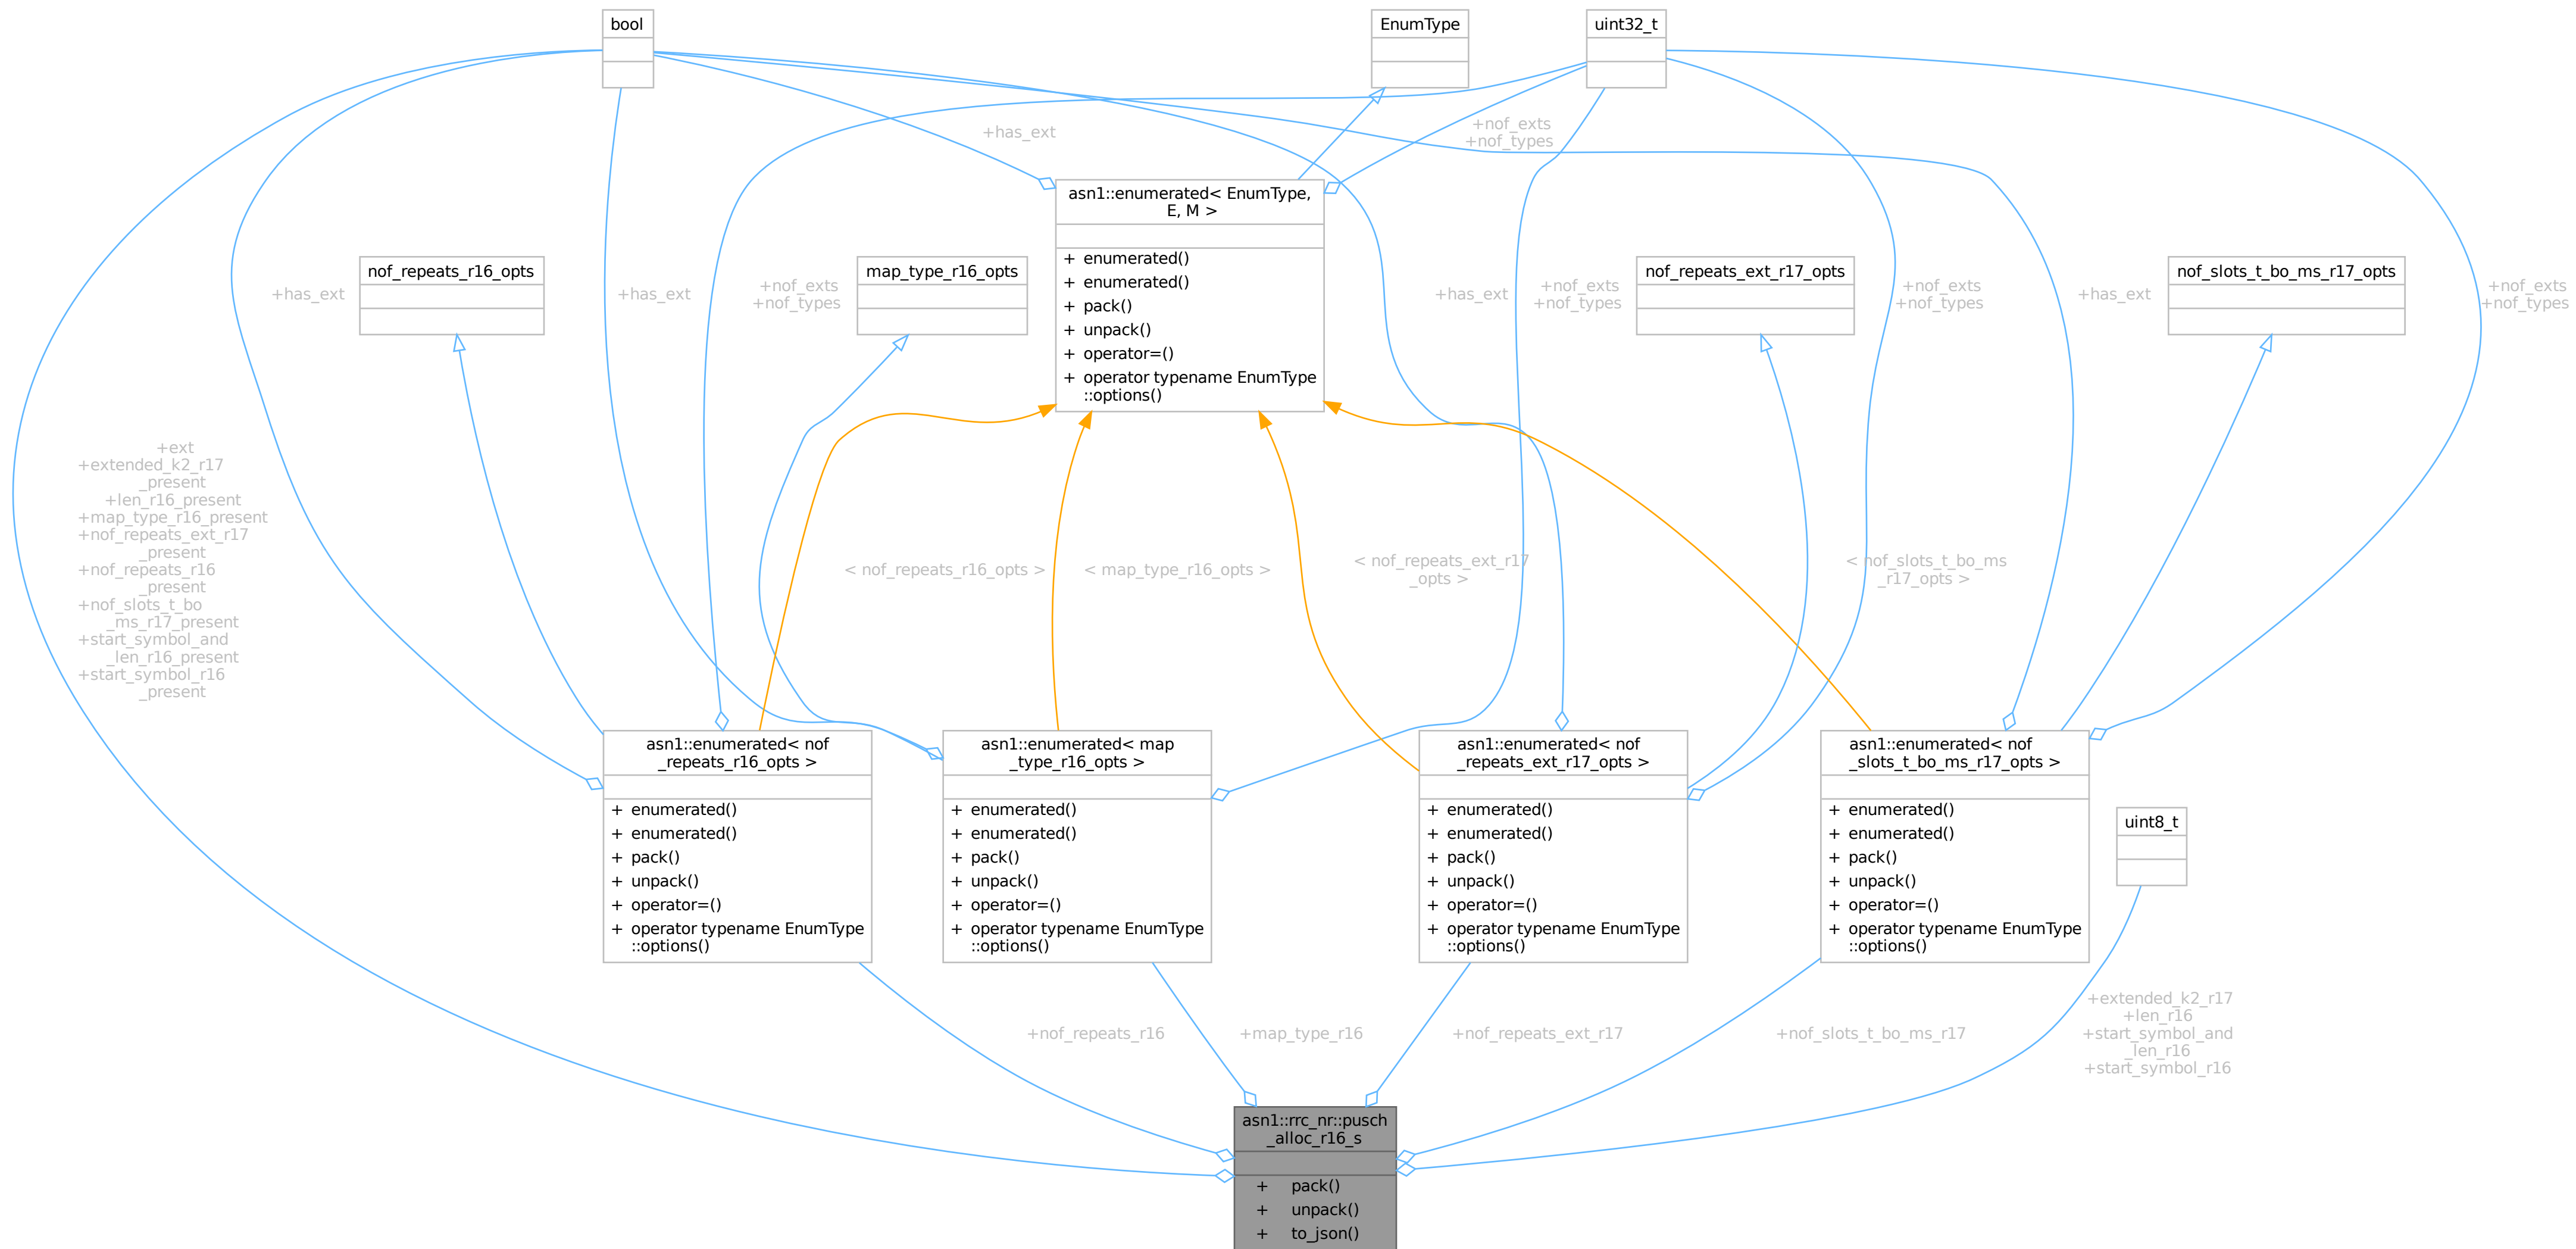 bool
EnumType
uint32_t
+has_ext
+nof_exts
+nof_types
asn1::enumerated< EnumType,
E, M >
+ enumerated()
+ enumerated()
+ pack()
+ unpack()
+ operator=()
+ operator typename EnumType
::options()
nof_repeats_r16_opts
map_type_r16_opts
nof_repeats_ext_r17_opts
nof_slots_t_bo_ms_r17_opts
+has_ext
+has_ext
+nof_exts
+nof_types
+has_ext
+nof_exts
+nof_types
+nof_exts
+nof_types
+has_ext
+nof_exts
+nof_types
+ext
+extended_k2_r17
_present
+len_r16_present
+map_type_r16_present
+nof_repeats_ext_r17
_present
+nof_repeats_r16
_present
+nof_slots_t_bo
_ms_r17_present
+start_symbol_and
_len_r16_present
+start_symbol_r16
_present
< nof_repeats_r16_opts >
< map_type_r16_opts >
< nof_repeats_ext_r17
_opts >
< nof_slots_t_bo_ms
_r17_opts >
asn1::enumerated< nof
_repeats_r16_opts >
+ enumerated()
+ enumerated()
+ pack()
+ unpack()
+ operator=()
+ operator typename EnumType
::options()
asn1::enumerated< map
_type_r16_opts >
+ enumerated()
+ enumerated()
+ pack()
+ unpack()
+ operator=()
+ operator typename EnumType
::options()
asn1::enumerated< nof
_repeats_ext_r17_opts >
+ enumerated()
+ enumerated()
+ pack()
+ unpack()
+ operator=()
+ operator typename EnumType
::options()
asn1::enumerated< nof
_slots_t_bo_ms_r17_opts >
+ enumerated()
+ enumerated()
+ pack()
+ unpack()
+ operator=()
+ operator typename EnumType
::options()
uint8_t
+nof_repeats_r16
+map_type_r16
+nof_repeats_ext_r17
+nof_slots_t_bo_ms_r17
+extended_k2_r17
+len_r16
+start_symbol_and
_len_r16
+start_symbol_r16
asn1::rrc_nr::pusch
_alloc_r16_s
+ pack()
+ unpack()
+ to_json()